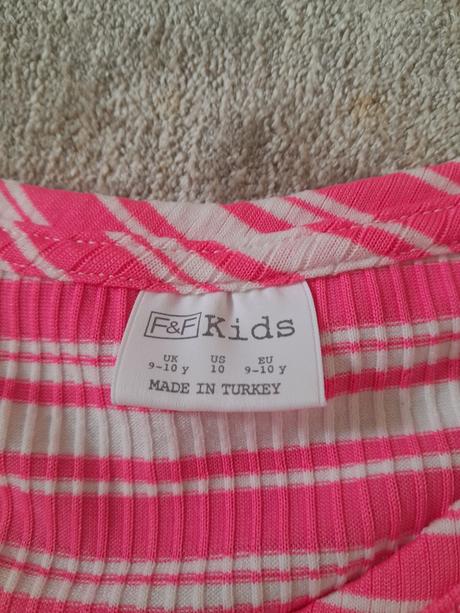 F&F Kids
UK US EU
9-10 y 10 9-10 y
MADE IN TURKEY